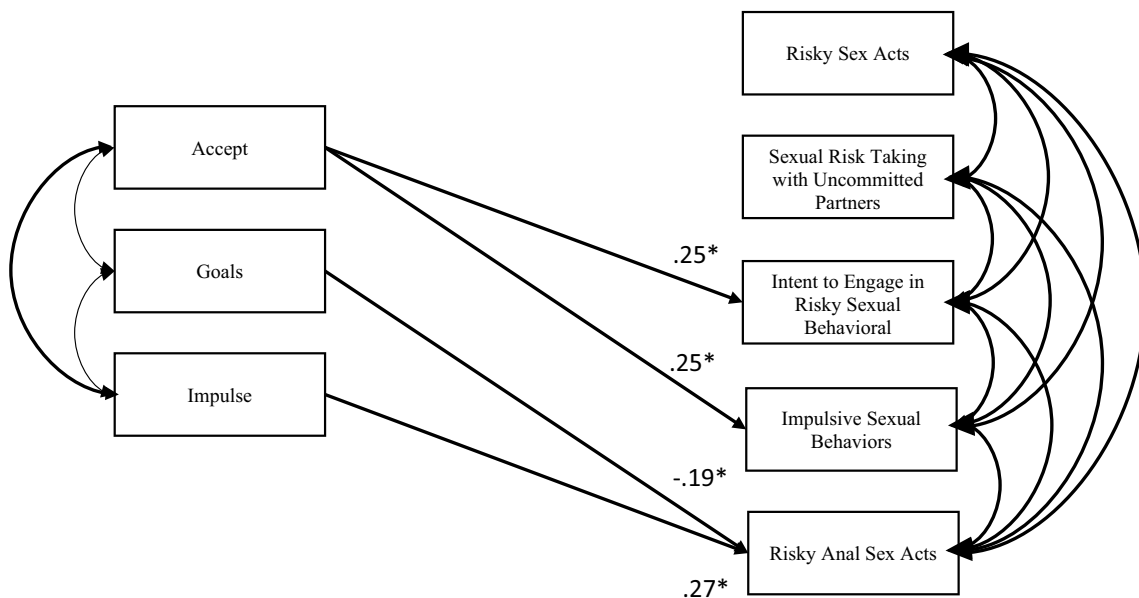 Risky Sex Acts
Accept
Sexual Risk Taking
with Uncommitted
Partners
.25*
Goals
Intent to Engage in
Risky Sexual
Behavioral
.25*
Impulse
Impulsive Sexual
Behaviors
-.19*
Risky Anal Sex Acts
.27*